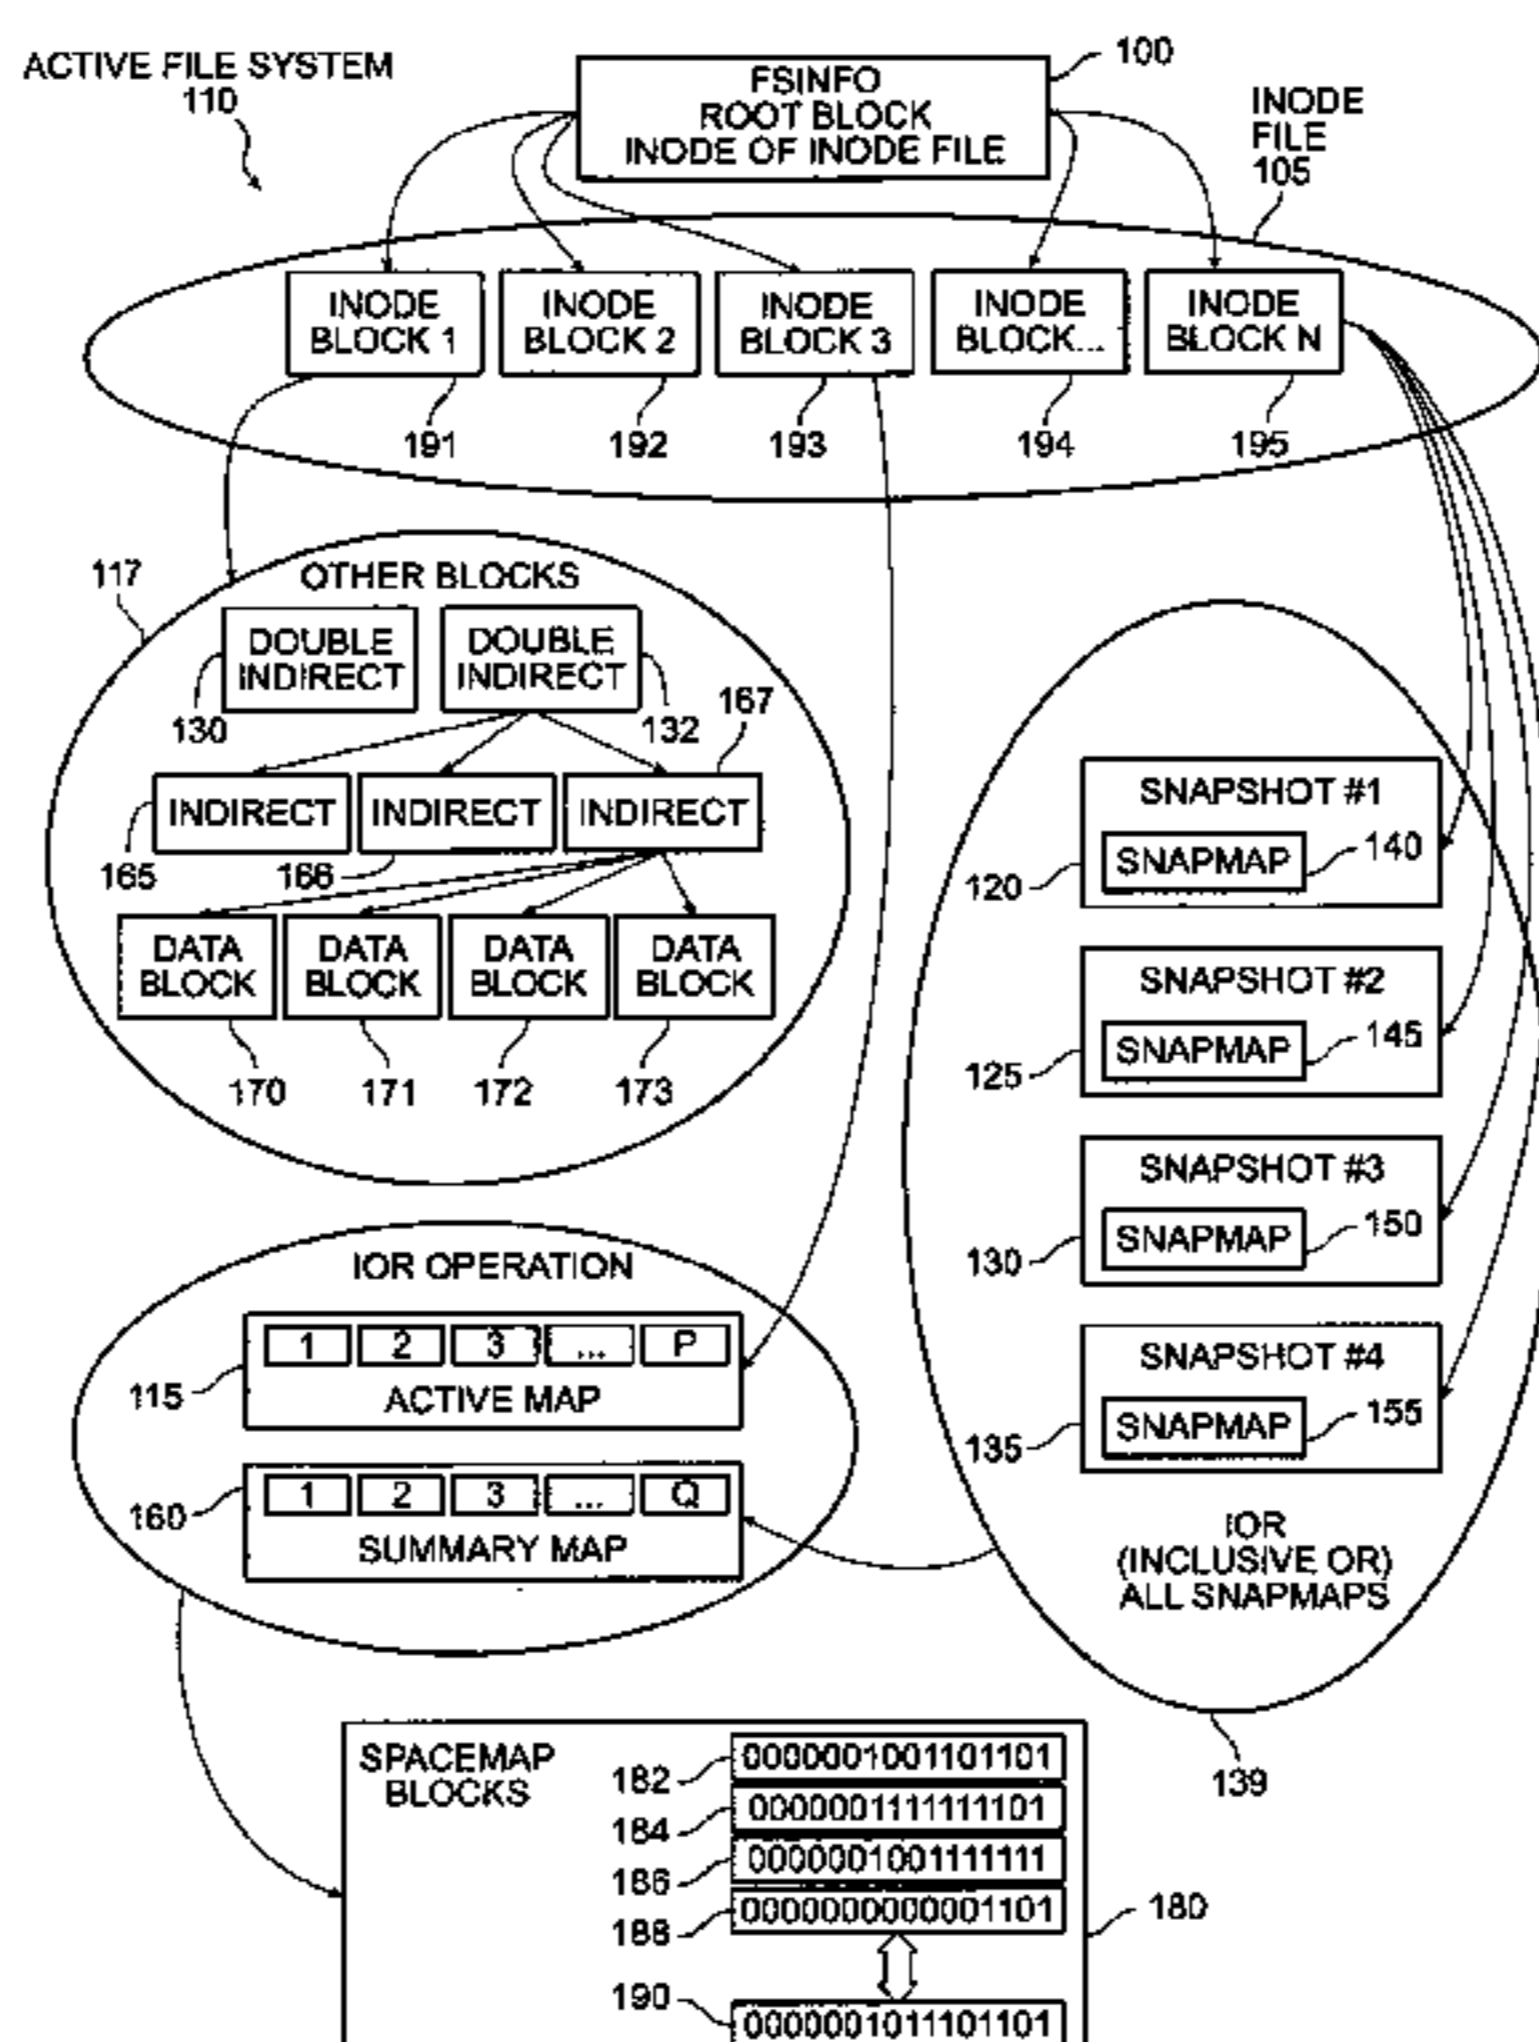 ACTIVE FILE SYSTEM
110
FSINFO
ROOT BLOCK
INODE OF INODE FILE
100
INODE
FILE
105
INODE
BLOCK 1
INODE
BLOCK 2
INODE
BLOCK 3
INODE
BLOCK...
INODE
BLOCK N
191
192
193
194
195
117
OTHER BLOCKS
DOUBLE
INDIRECT
DOUBLE
INDIRECT
130
132
167
INDIRECT
INDIRECT
INDIRECT
165
166
DATA
BLOCK
DATA
BLOCK
DATA
BLOCK
DATA
BLOCK
170
171
172
173
SNAPSHOT #1
SNAPMAP
140
120
SNAPSHOT #2
SNAPMAP
145
125
SNAPSHOT #3
SNAPMAP
150
130
SNAPSHOT #4
SNAPMAP
155
135
IOR
(INCLUSIVE OR)
ALL SNAPMAPS
139
IOR OPERATION
1 2 3 ... P
ACTIVE MAP
115
1 2 3 ... Q
SUMMARY MAP
160
SPACEMAP
BLOCKS
182
0000001001101101
184
0000001111111101
186
0000001001111111
188
0000000000001101
180
190
0000001011101101